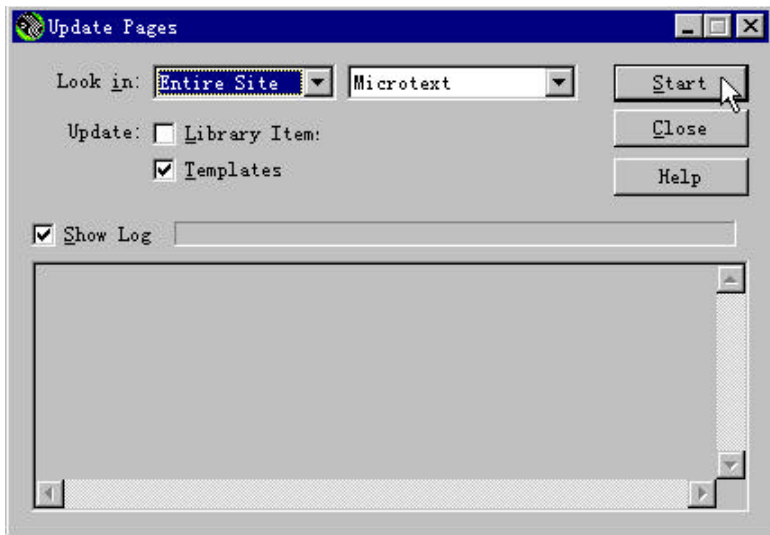 Update Pages
Look in: Entire Site Microtext Start
Update: Library Item: Close
Templates Help
Show Log